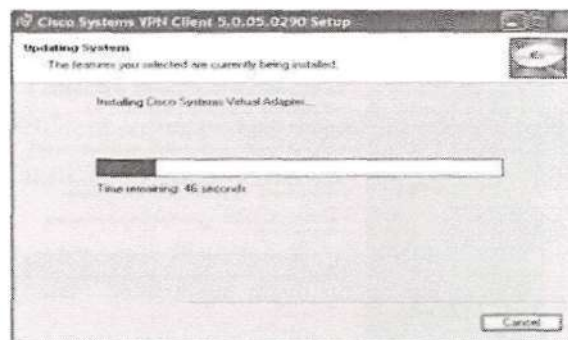 Cisco Systems VPN Client 5.0.05.0290 Setup
Updating System
The features you selected are currently being installed.
Installing Cisco Systems Virtual Adapter...
Time remaining: 46 seconds
Cancel